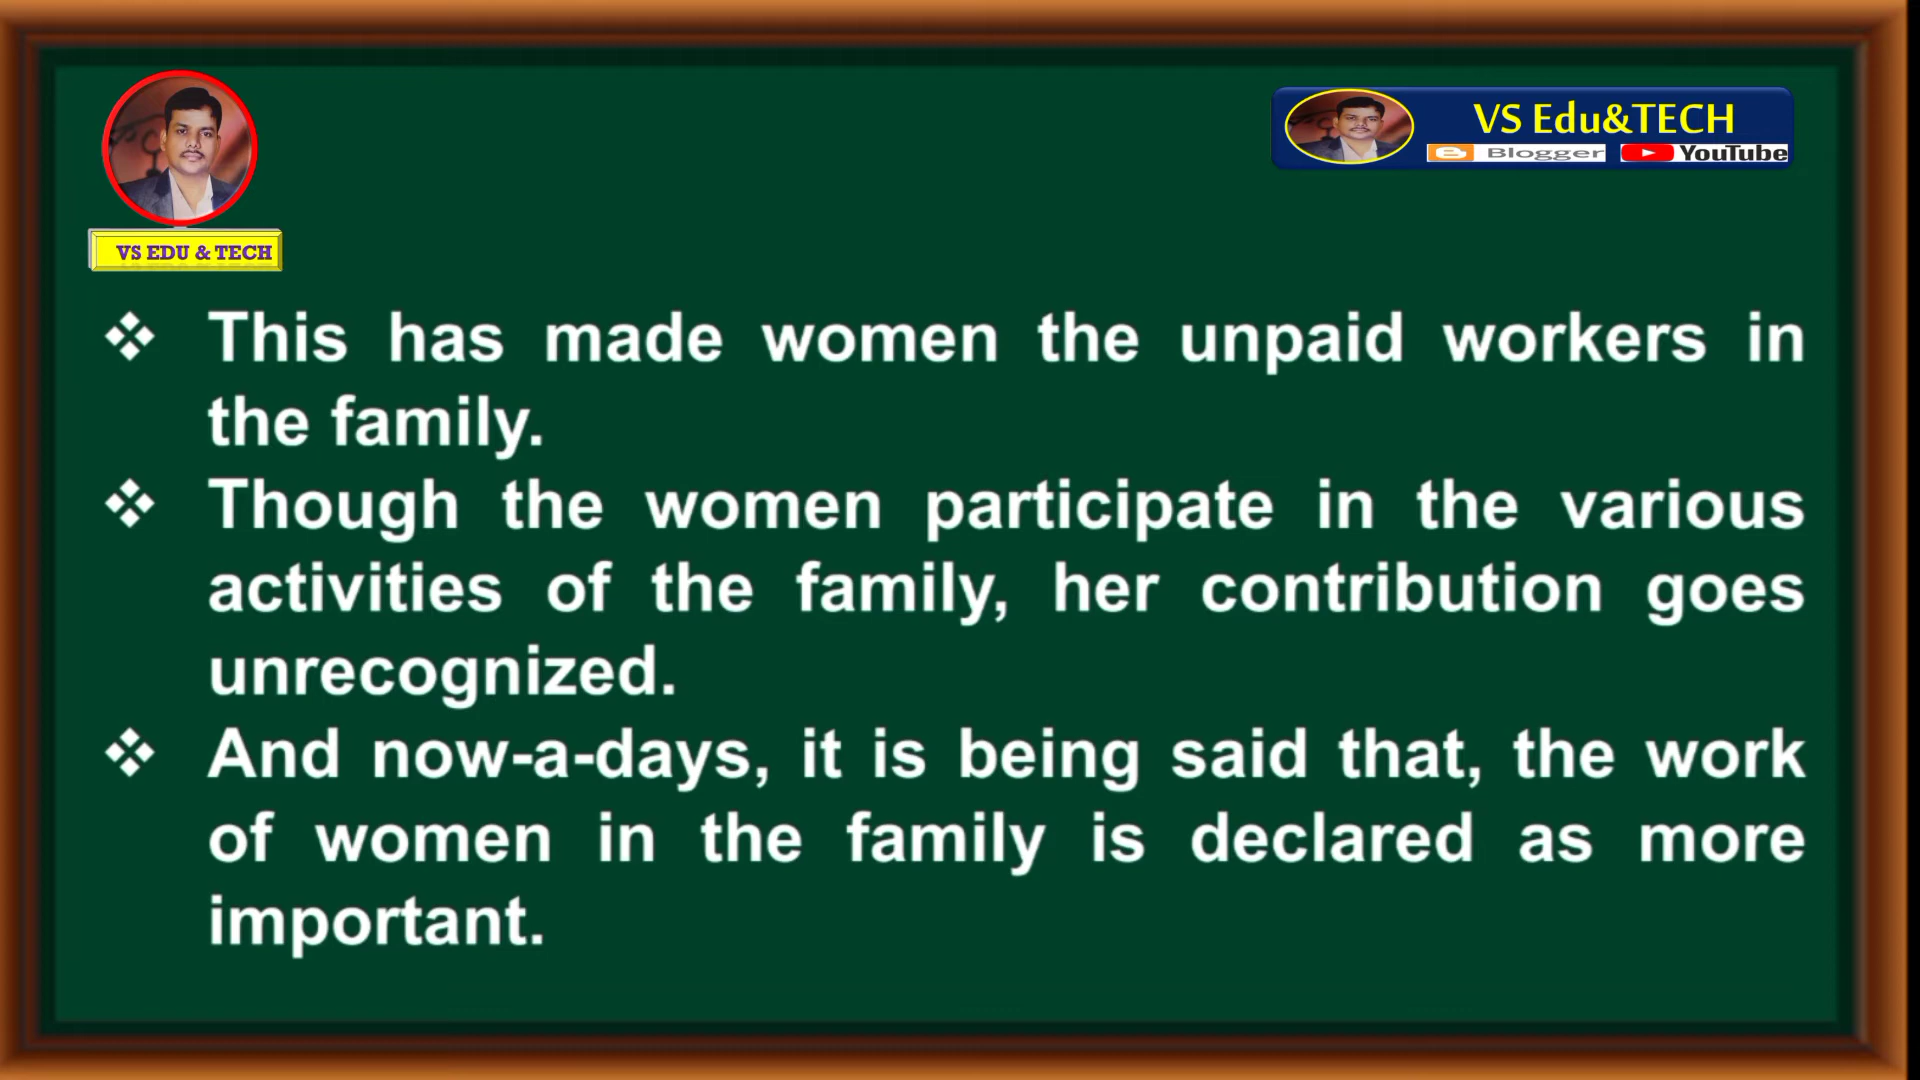 VS Edu&TECH
Blogger YouTube
VS EDU & TECH
❖ This has made women the unpaid workers in
the family.
❖ Though the women participate in the various
activities of the family, her contribution goes
unrecognized.
❖ And now-a-days, it is being said that, the work
of women in the family is declared as more
important.